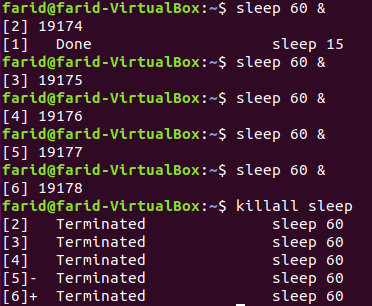 farid@farid-VirtualBox:~$ sleep 60 &
[2] 19174
[1]   Done                    sleep 15
farid@farid-VirtualBox:~$ sleep 60 &
[3] 19175
farid@farid-VirtualBox:~$ sleep 60 &
[4] 19176
farid@farid-VirtualBox:~$ sleep 60 &
[5] 19177
farid@farid-VirtualBox:~$ sleep 60 &
[6] 19178
farid@farid-VirtualBox:~$ killall sleep
[2]   Terminated              sleep 60
[3]   Terminated              sleep 60
[4]   Terminated              sleep 60
[5]-  Terminated              sleep 60
[6]+  Terminated              sleep 60